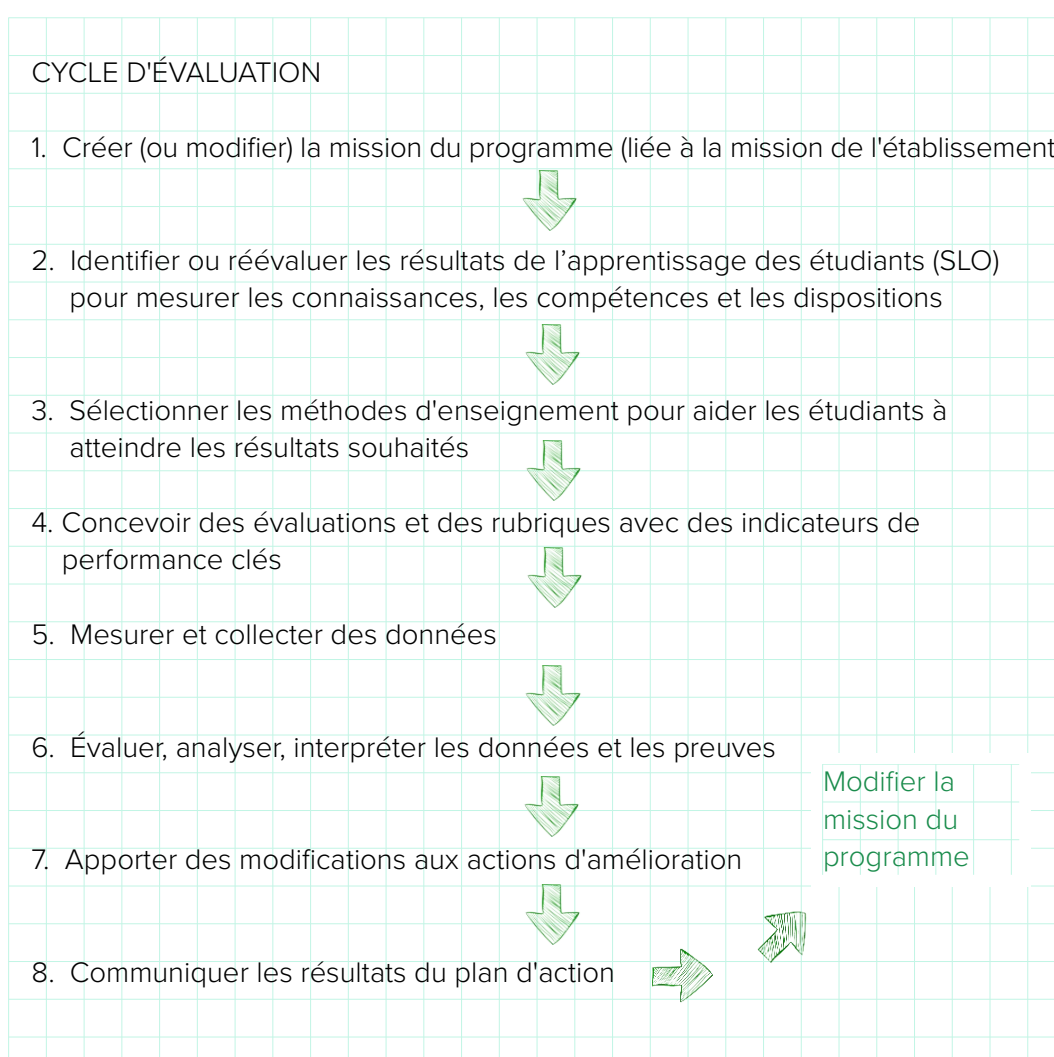 CYCLE D'ÉVALUATION
1. Créer (ou modifier) la mission du programme (liée à la mission de l'établissement
2. Identifier ou réévaluer les résultats de l’apprentissage des étudiants (SLO)
pour mesurer les connaissances, les compétences et les dispositions
3. Sélectionner les méthodes d'enseignement pour aider les étudiants à
atteindre les résultats souhaités
4. Concevoir des évaluations et des rubriques avec des indicateurs de
performance clés
5. Mesurer et collecter des données
6. Évaluer, analyser, interpréter les données et les preuves
7. Apporter des modifications aux actions d'amélioration
8. Communiquer les résultats du plan d'action
Modifier la
mission du
programme